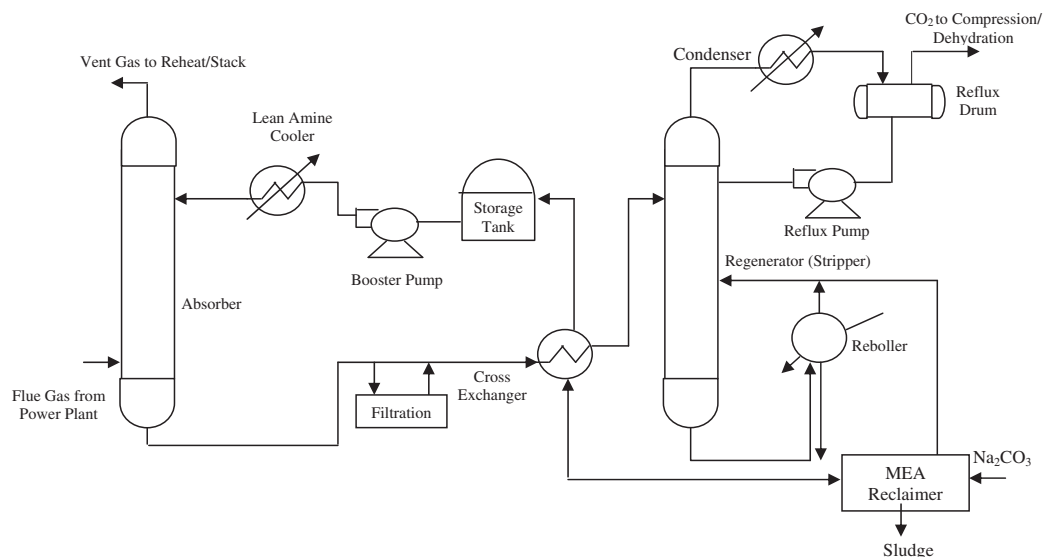 CO2 to Compression/
Dehydration
Condenser
Vent Gas to Reheat/Stack
Reflux
Drum
Lean Amine
Cooler
Storage
Tank
Reflux Pump
Booster Pump
Regenerator (Stripper)
Absorber
Reboller
Cross
Exchanger
Flue Gas from
Power Plant
Filtration
Na2CO3
MEA
Reclaimer
Sludge